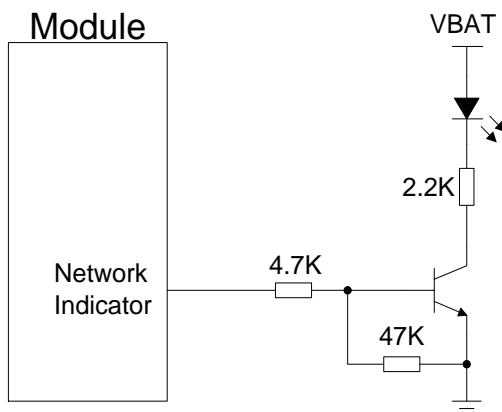 Module
VBAT
2.2K
4.7K
Network
Indicator
47K